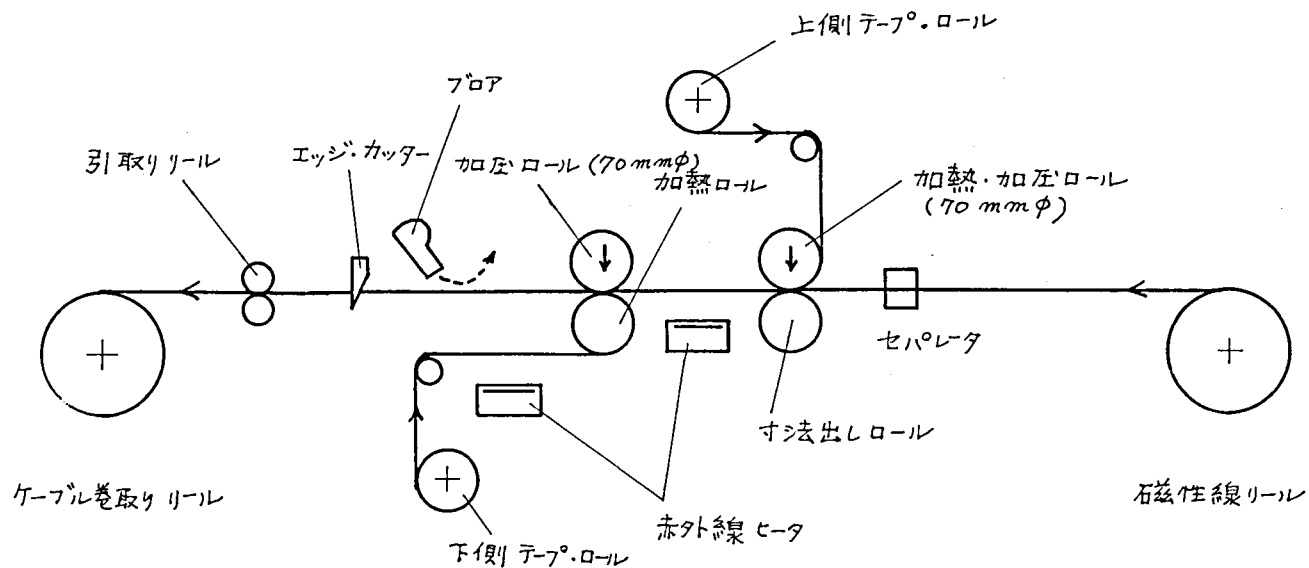 上側テープ・ロール
ブロア
引取りリール
エッジ・カッター
加圧ロール(70mmφ)
加熱ロール
加熱・加圧ロール
(70mmφ)
セパレータ
寸法出しロール
ケーブル巻取りリール
磁性線リール
赤外線ヒータ
下側テープ・ロール